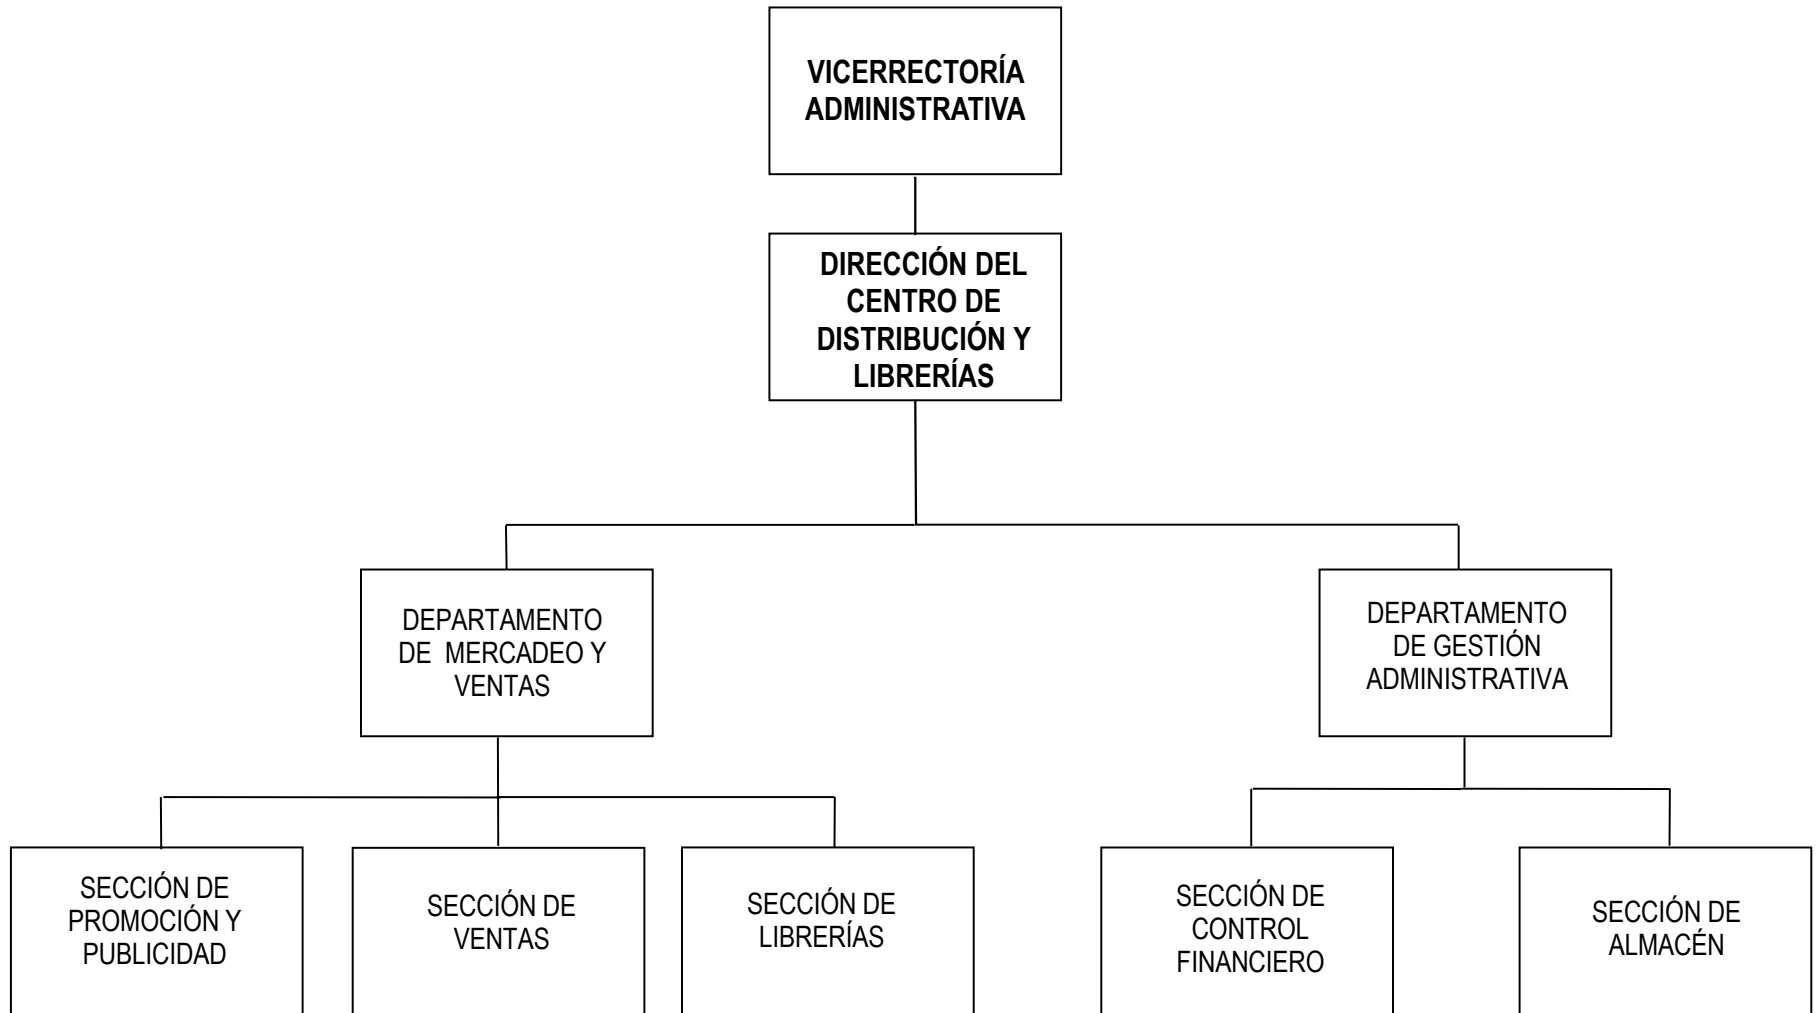 VICERRECTORÍA
ADMINISTRATIVA
DIRECCIÓN DEL
CENTRO DE
DISTRIBUCIÓN Y
LIBRERÍAS
DEPARTAMENTO
DE MERCADEO Y
VENTAS
DEPARTAMENTO
DE GESTIÓN
ADMINISTRATIVA
SECCIÓN DE
PROMOCIÓN Y
PUBLICIDAD
SECCIÓN DE
VENTAS
SECCIÓN DE
LIBRERÍAS
SECCIÓN DE
CONTROL
FINANCIERO
SECCIÓN DE
ALMACÉN